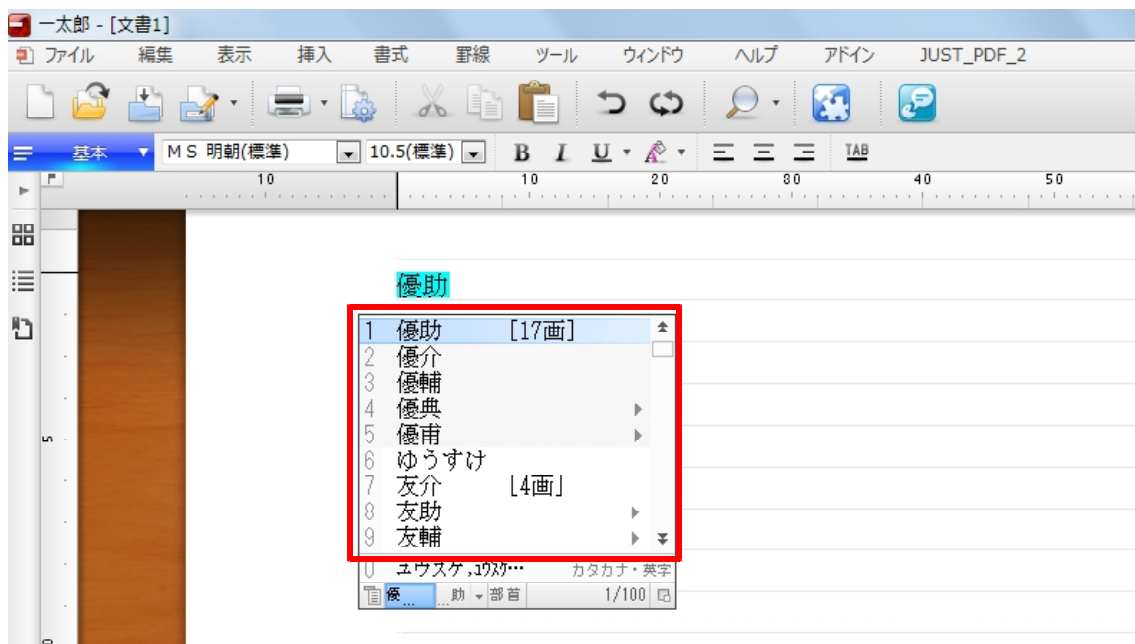 一太郎 - [文書1]
ファイル 編集 表示 挿入 書式 罫線 ツール ウィンドウ ヘルプ アドイン JUST_PDF_2
基本 ＭＳ 明朝(標準) 10.5(標準) B I U TAB
10 10 20 30 40 50
優助
1 優助 [17画]
2 優介
3 優輔
4 優典
5 優甫
6 ゆうすけ
7 友介 [4画]
8 友助
9 友輔
0 ユウスケ,ﾕｳｽｹ… カタカナ・英字
優… …助 部首 1/100
5